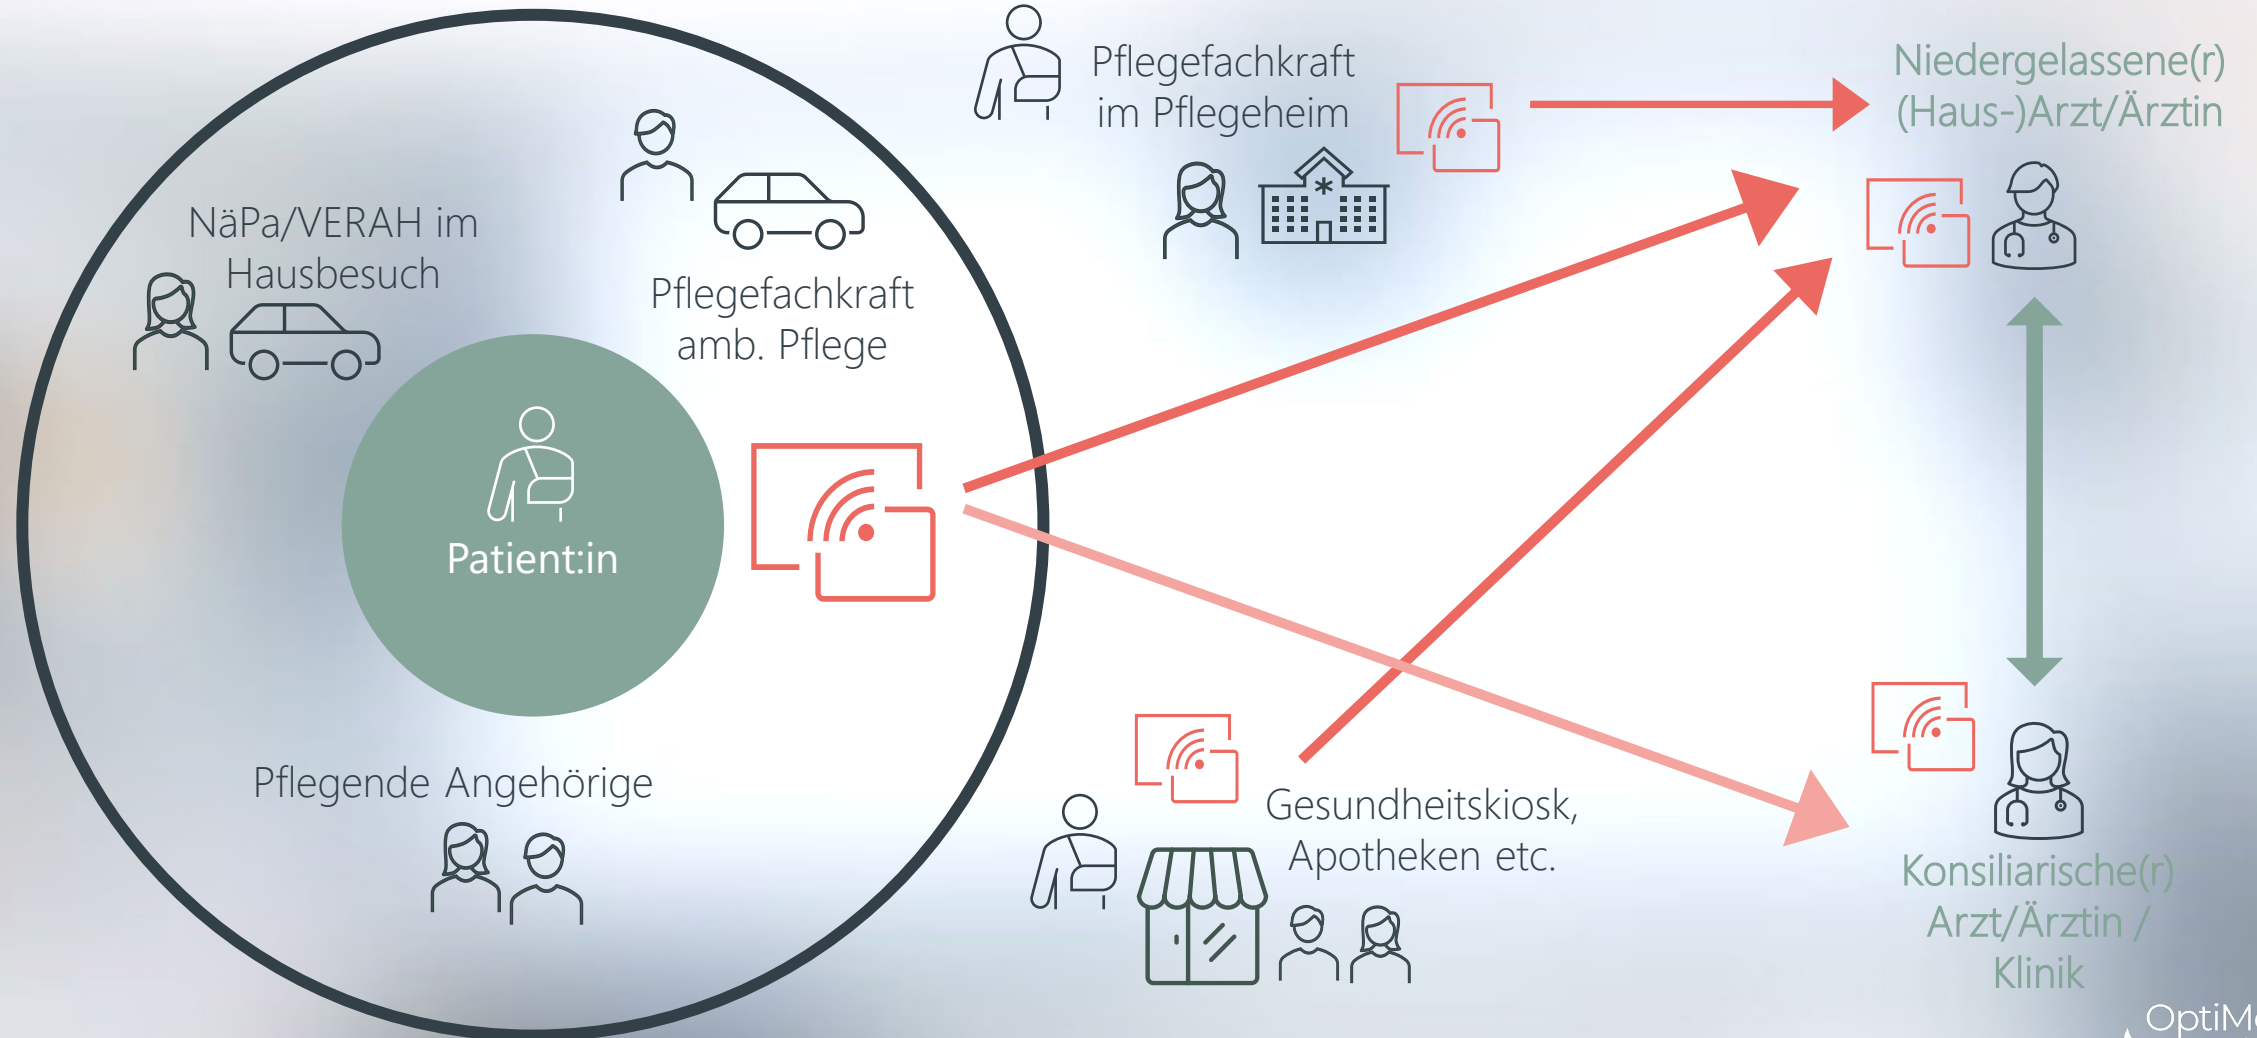 NäPa/VERAH im
Hausbesuch
Pflegefachkraft
amb. Pflege
Patient:in
Pflegende Angehörige
Pflegefachkraft
im Pflegeheim
Gesundheitskiosk,
Apotheken etc.
Niedergelassene(r)
(Haus-)Arzt/Ärztin
Konsiliarische(r)
Arzt/Ärztin /
Klinik